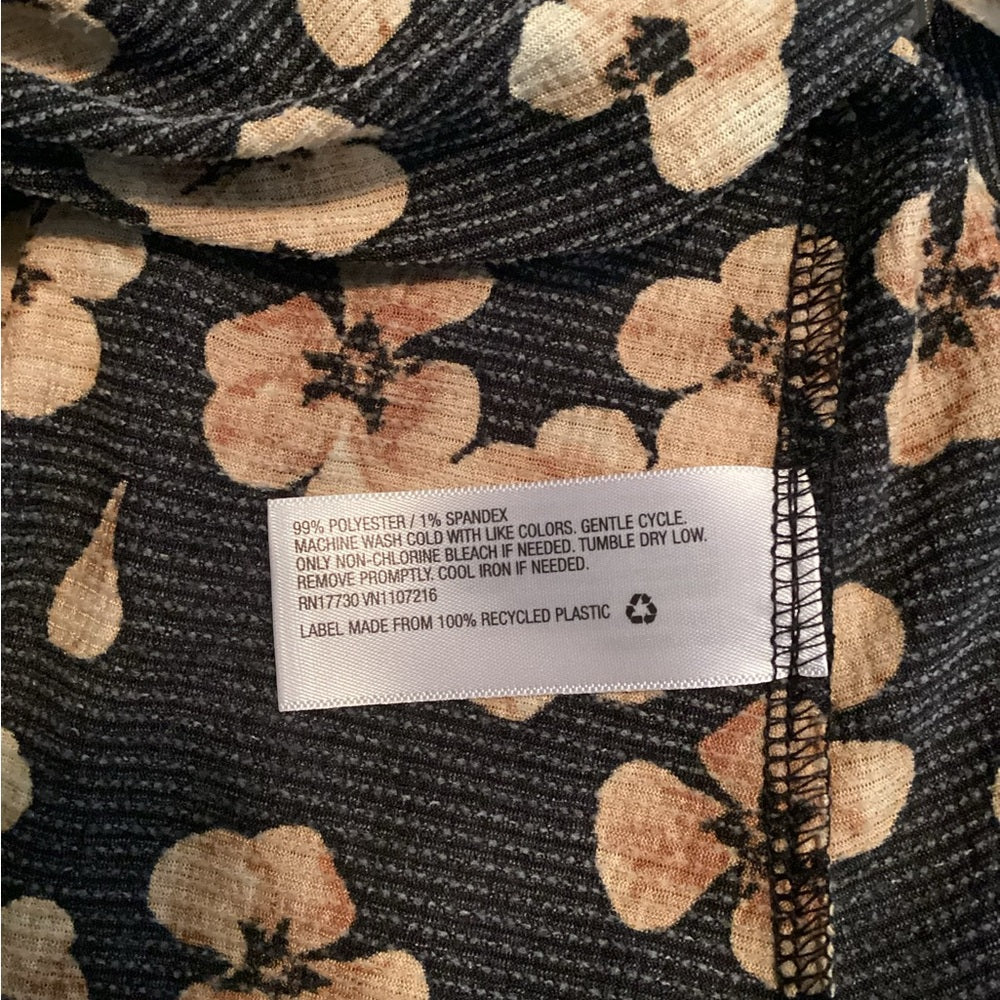 99% POLYESTER / 1% SPANDEX
MACHINE WASH COLD WITH LIKE COLORS. GENTLE CYCLE.
ONLY NON-CHLORINE BLEACH IF NEEDED. TUMBLE DRY LOW.
REMOVE PROMPTLY. COOL IRON IF NEEDED.
RN17730 VN1107216
LABEL MADE FROM 100% RECYCLED PLASTIC